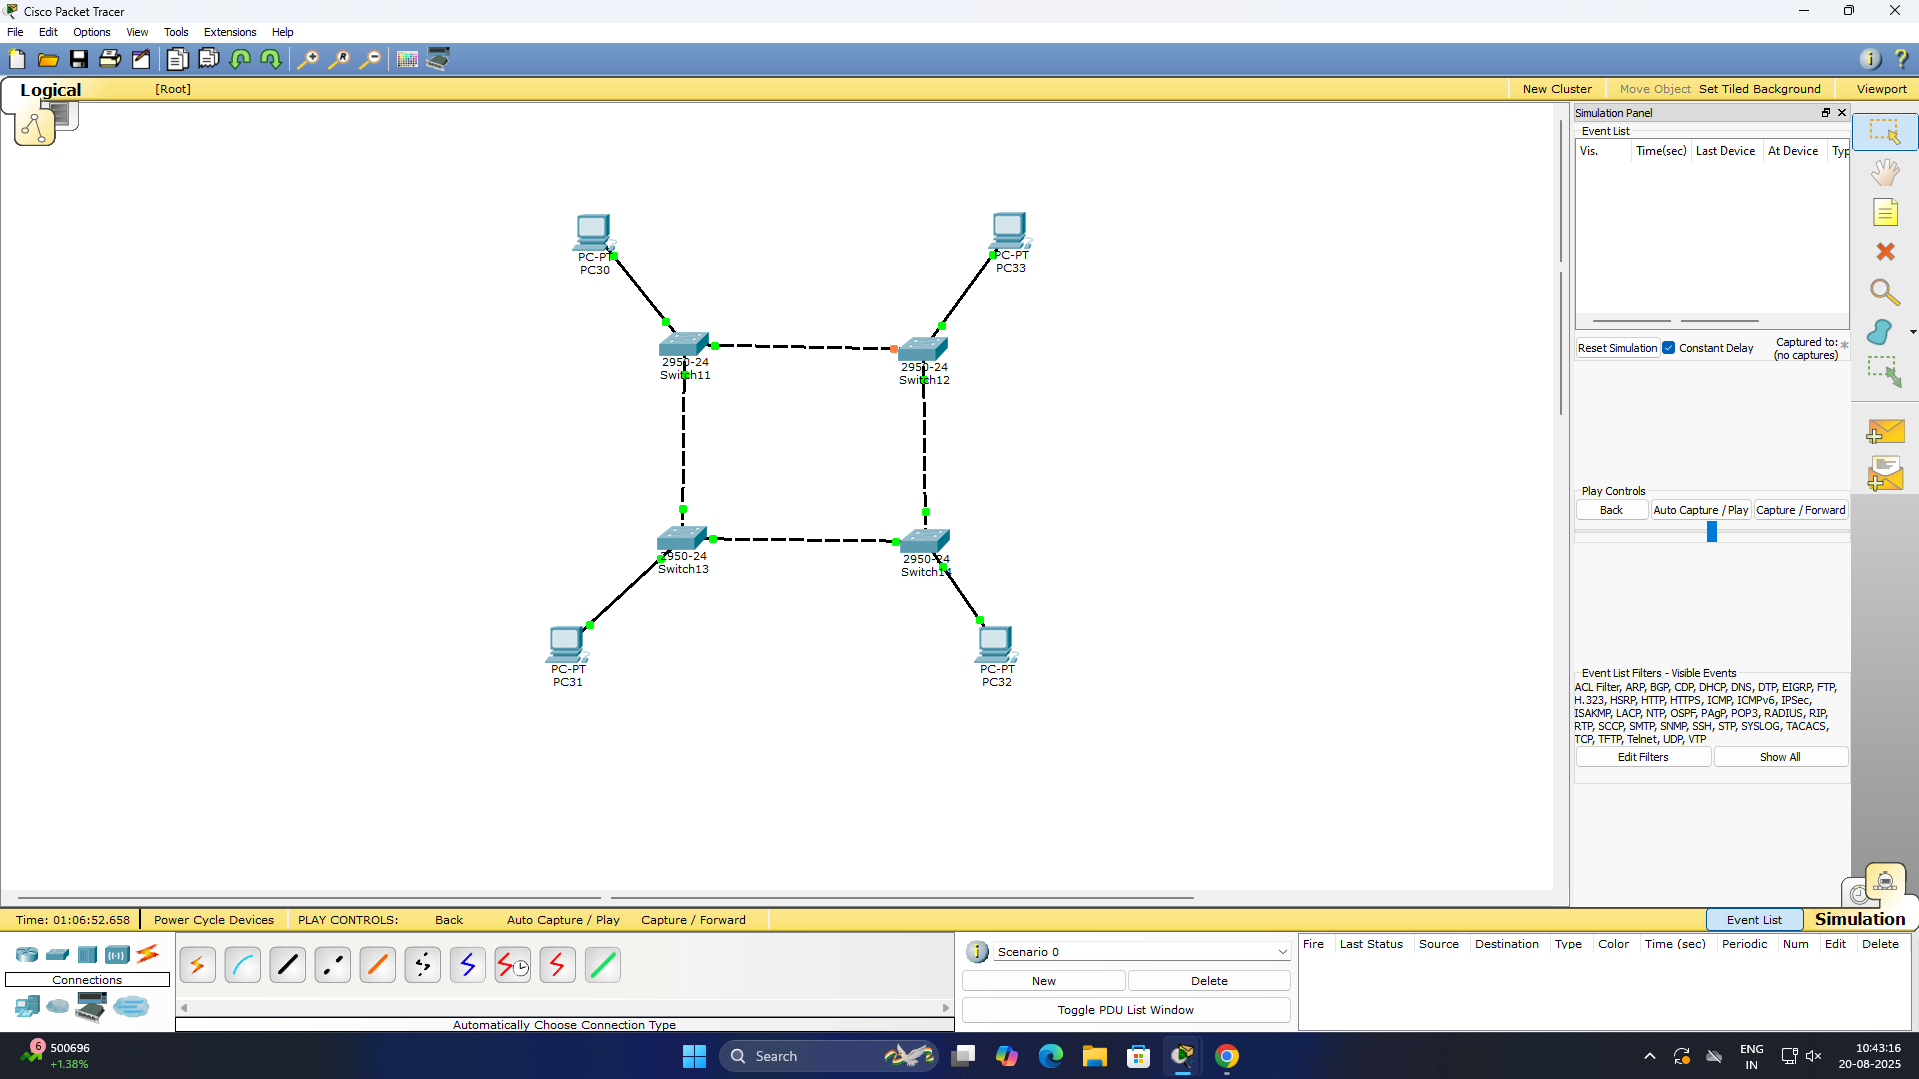 Cisco Packet Tracer
File Edit Options View Tools Extensions Help
Logical [Root] New Cluster Move Object Set Tiled Background Viewport
Simulation Panel
Event List
Vis. Time(sec) Last Device At Device Typ
PC-PT
PC30
PC-PT
PC33
2950-24
Switch11
2950-24
Switch12
Reset Simulation Constant Delay Captured to: *
(no captures)
Play Controls
Back Auto Capture / Play Capture / Forward
2950-24
Switch13
2950-24
Switch14
PC-PT
PC31
PC-PT
PC32
Event List Filters - Visible Events
ACL Filter, ARP, BGP, CDP, DHCP, DNS, DTP, EIGRP, FTP,
H.323, HSRP, HTTP, HTTPS, ICMP, ICMPv6, IPSec,
ISAKMP, LACP, NTP, OSPF, PAgP, POP3, RADIUS, RIP,
RTP, SCCP, SMTP, SNMP, SSH, STP, SYSLOG, TACACS,
TCP, TFTP, Telnet, UDP, VTP
Edit Filters Show All
Time: 01:06:52.658 Power Cycle Devices PLAY CONTROLS: Back Auto Capture / Play Capture / Forward Event List Simulation
Connections
Automatically Choose Connection Type
Scenario 0
New Delete
Toggle PDU List Window
Fire Last Status Source Destination Type Color Time (sec) Periodic Num Edit Delete
6 500696
+1.38%
Search
ENG
IN
10:43:16
20-08-2025